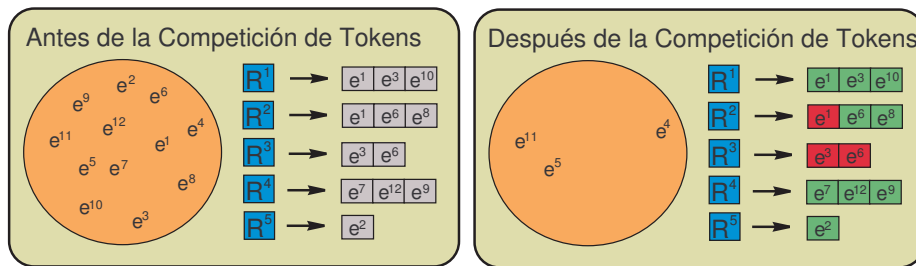 Antes de la Competición de Tokens
e² e⁹ e⁶ e¹² e¹¹ e⁴ e¹ e⁵ e⁷ e⁸ e¹⁰ e³
R¹ e¹ e³ e¹⁰
R² e¹ e⁶ e⁸
R³ e³ e⁶
R⁴ e⁷ e¹² e⁹
R⁵ e²
Después de la Competición de Tokens
e¹¹ e⁴ e⁵
R¹ e¹ e³ e¹⁰
R² e¹ e⁶ e⁸
R³ e³ e⁶
R⁴ e⁷ e¹² e⁹
R⁵ e²